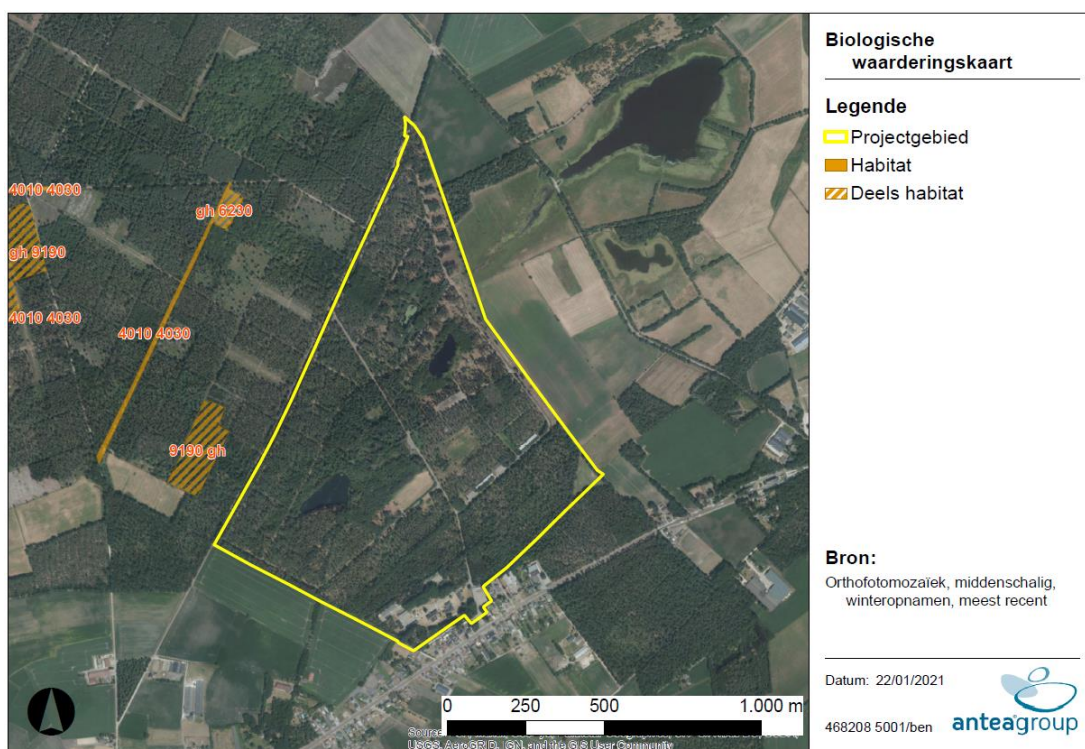 Biologische
waarderingskaart
Legende
Projectgebied
Habitat
Deels habitat
4010 4030
gh 6230
gh 9190
4010 4030
4010 4030
9190 gh
Bron:
Orthofotomozaïek, middenschalig,
winteropnamen, meest recent
0 250 500 1.000 m
USGS, AeroGRID, IGN, and the GIS User Community
Datum: 22/01/2021
468208 5001/ben
anteagroup